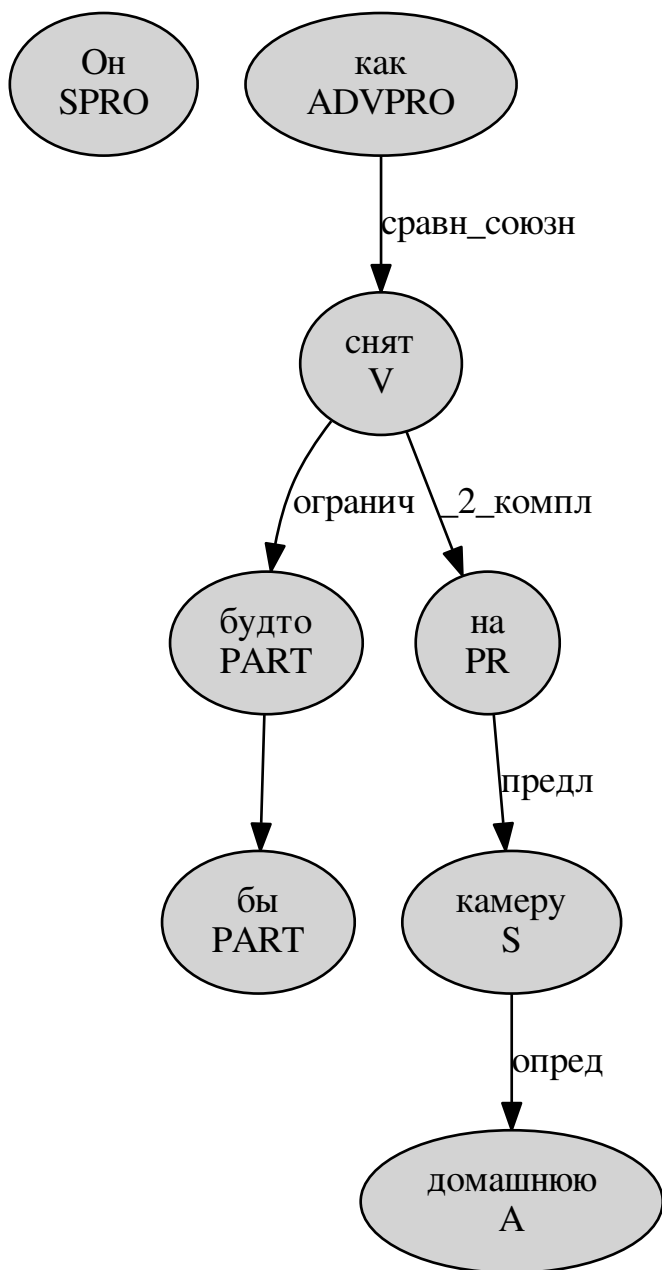 Он
SPRO
как
ADVPRO
сравн_союзн
снят
V
огранич
_2_компл
будто
PART
на
PR
предл
бы
PART
камеру
S
опред
домашнюю
A